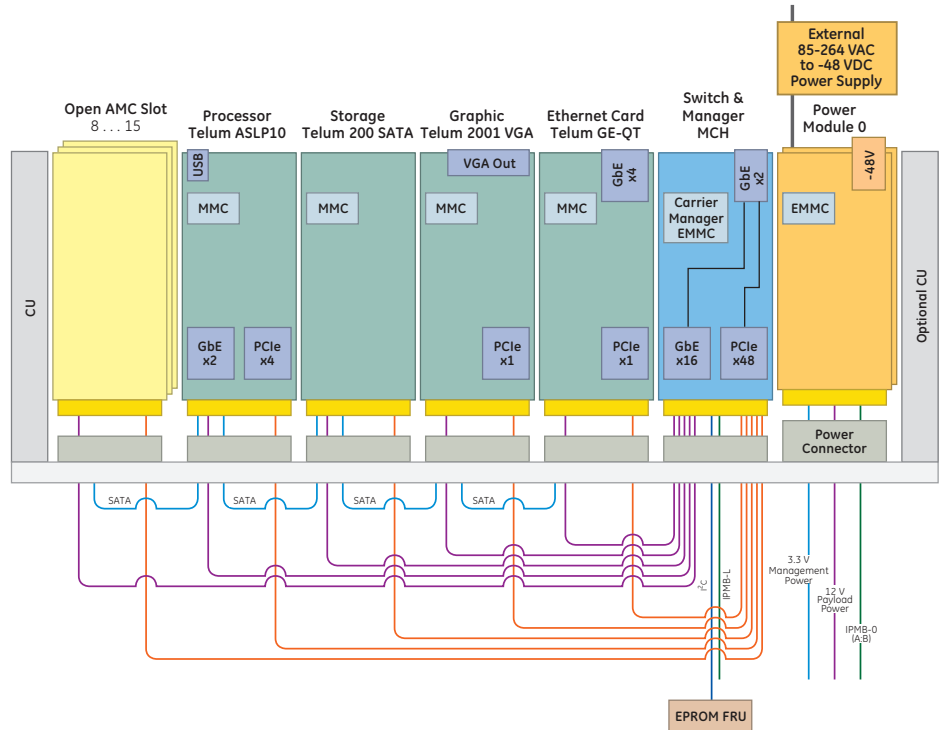 External
85-264 VAC
to -48 VDC
Power Supply
Open AMC Slot
8 . . . 15
Processor
Telum ASLP10
Storage
Telum 200 SATA
Graphic
Telum 2001 VGA
Ethernet Card
Telum GE-QT
Switch &
Manager
MCH
Power
Module 0
USB
VGA Out
GbE
x4
GbE
x2
-48V
MMC
MMC
MMC
MMC
Carrier
Manager
EMMC
EMMC
CU
Optional CU
GbE
x2
PCIe
x4
PCIe
x1
PCIe
x1
GbE
x16
PCIe
x48
Power
Connector
SATA
SATA
SATA
SATA
I²C
IPMB-L
3.3 V
Management
Power
12 V
Payload
Power
IPMB-0
(A:B)
EPROM FRU